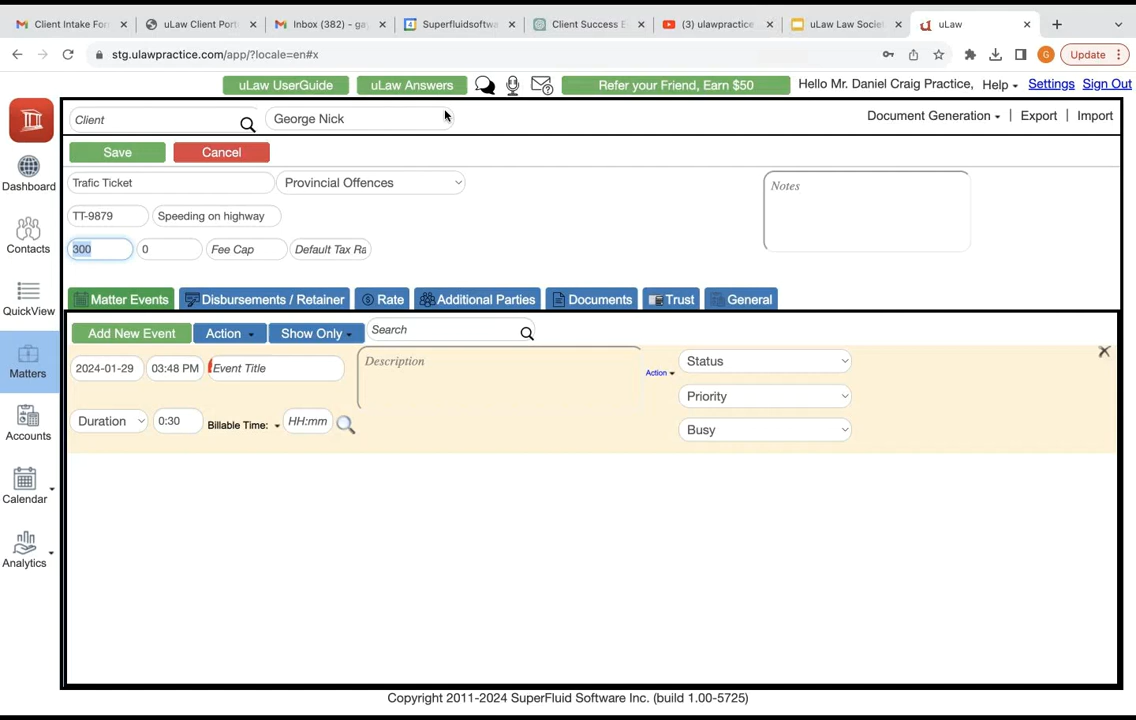 Client Intake For
uLaw Client Port
Inbox (382) - ga
Superfluidsoftwa
Client Success E
(3) ulawpractice
uLaw Law Societ
uLaw
stg.ulawpractice.com/app/?locale=en#x
G
Update
uLaw UserGuide
uLaw Answers
Refer your Friend, Earn $50
Hello Mr. Daniel Craig Practice,
Help
Settings
Sign Out
Client
George Nick
Document Generation
| Export
| Import
Save
Cancel
Trafic Ticket
Provincial Offences
Notes
TT-9879
Speeding on highway
300
0
Fee Cap
Default Tax Ra
Dashboard
Contacts
QuickView
Matters
Accounts
Calendar
Analytics
Matter Events
Disbursements / Retainer
Rate
Additional Parties
Documents
Trust
General
Add New Event
Action
Show Only
Search
2024-01-29
03:48 PM
Event Title
Description
Action
Status
Priority
Busy
Duration
0:30
Billable Time:
HH:mm
Copyright 2011-2024 SuperFluid Software Inc. (build 1.00-5725)